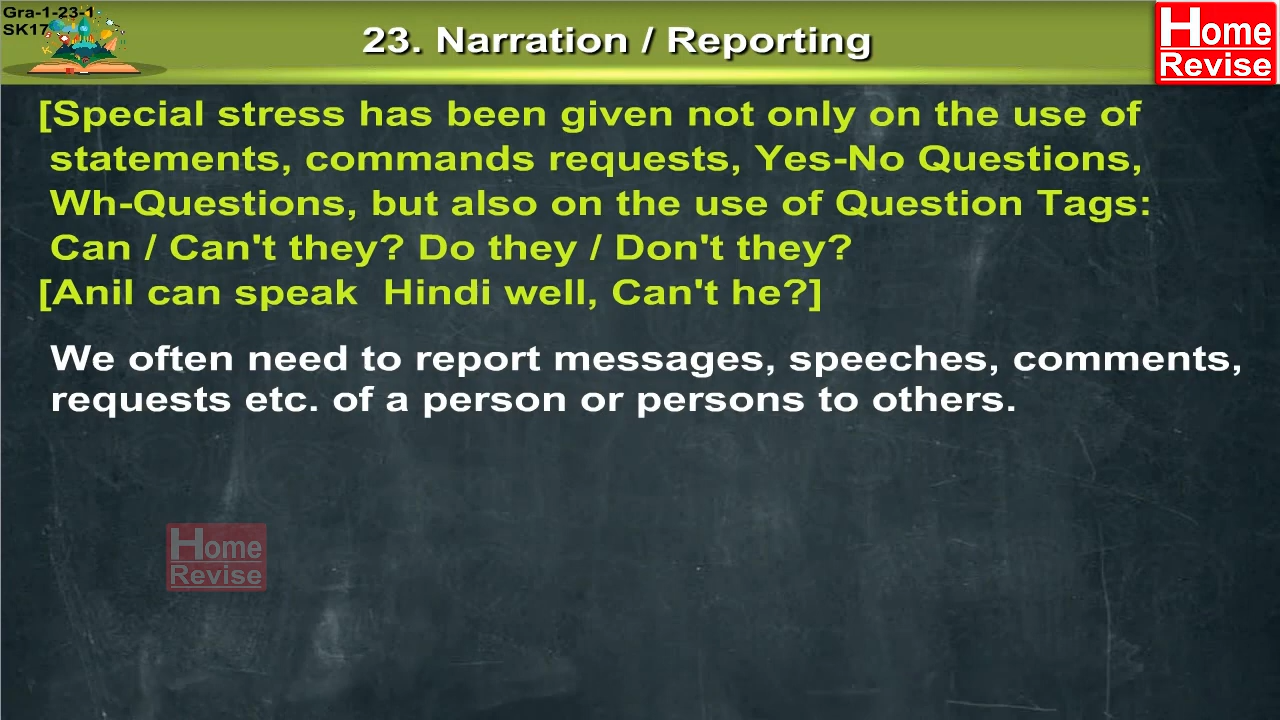 Gra-1-23-1
SK17
23. Narration / Reporting
Home
Revise
[Special stress has been given not only on the use of
statements, commands requests, Yes-No Questions,
Wh-Questions, but also on the use of Question Tags:
Can / Can't they? Do they / Don't they?
[Anil can speak  Hindi well, Can't he?]
We often need to report messages, speeches, comments,
requests etc. of a person or persons to others.
Home
Revise